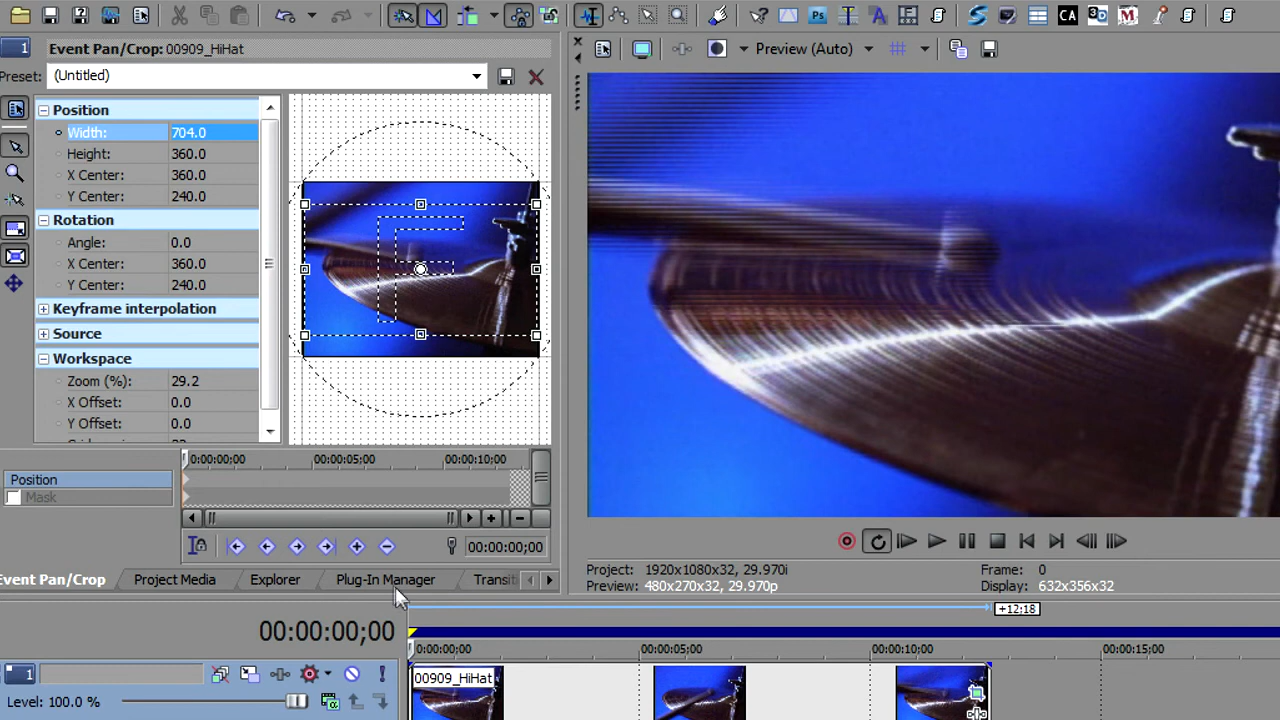 CA
3D
M
1
Event Pan/Crop: 00909_HiHat
Preset:
(Untitled)
Preview (Auto)
Position
Width: 704.0
Height: 360.0
X Center: 360.0
Y Center: 240.0
Rotation
Angle: 0.0
X Center: 360.0
Y Center: 240.0
Keyframe interpolation
Source
Workspace
Zoom (%): 29.2
X Offset: 0.0
Y Offset: 0.0
0:00:00;00
00:00:05;00
00:00:10;00
Position
Mask
00:00:00;00
Event Pan/Crop
Project Media
Explorer
Plug-In Manager
Transiti
Project: 1920x1080x32, 29.970i
Preview: 480x270x32, 29.970p
Frame: 0
Display: 632x356x32
00:00:00;00
+12:18
0:00:00;00
00:00:05;00
00:00:10;00
00:00:15;00
1
00909_HiHat
Level: 100.0 %